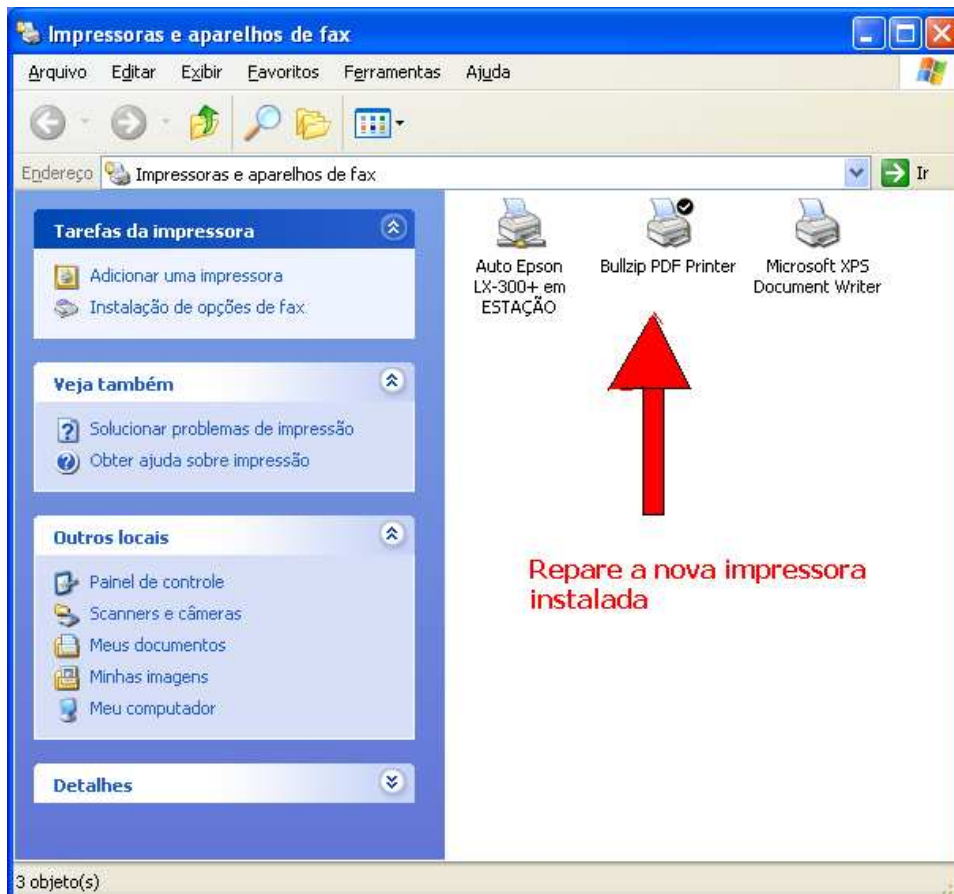 Impressoras e aparelhos de fax
Arquivo Editar Exibir Favoritos Ferramentas Ajuda
Endereço Impressoras e aparelhos de fax Ir
Tarefas da impressora
Adicionar uma impressora
Instalação de opções de fax
Veja também
Solucionar problemas de impressão
Obter ajuda sobre impressão
Outros locais
Painel de controle
Scanners e câmeras
Meus documentos
Minhas imagens
Meu computador
Detalhes
Auto Epson
LX-300+ em
ESTAÇÃO
Bullzip PDF Printer
Microsoft XPS
Document Writer
Repare a nova impressora
instalada
3 objeto(s)